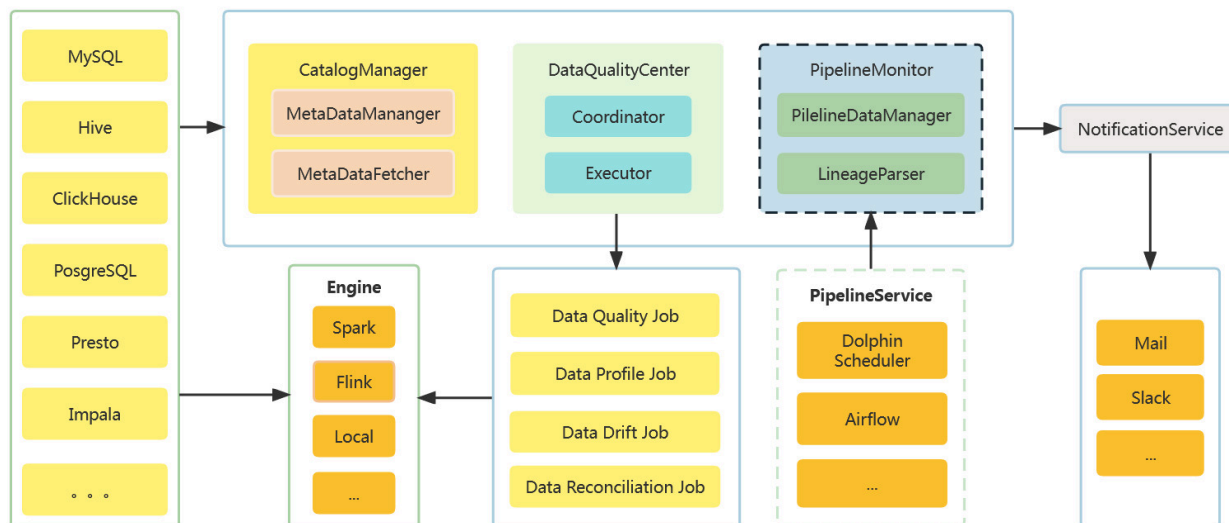 MySQL
Hive
ClickHouse
PosgreSQL
Presto
Impala
。。。
CatalogManager
MetaDataMananger
MetaDataFetcher
DataQualityCenter
Coordinator
Executor
PipelineMonitor
PilelineDataManager
LineageParser
NotificationService
Engine
Spark
Flink
Local
...
Data Quality Job
Data Profile Job
Data Drift Job
Data Reconciliation Job
PipelineService
Dolphin
Scheduler
Airflow
...
Mail
Slack
...